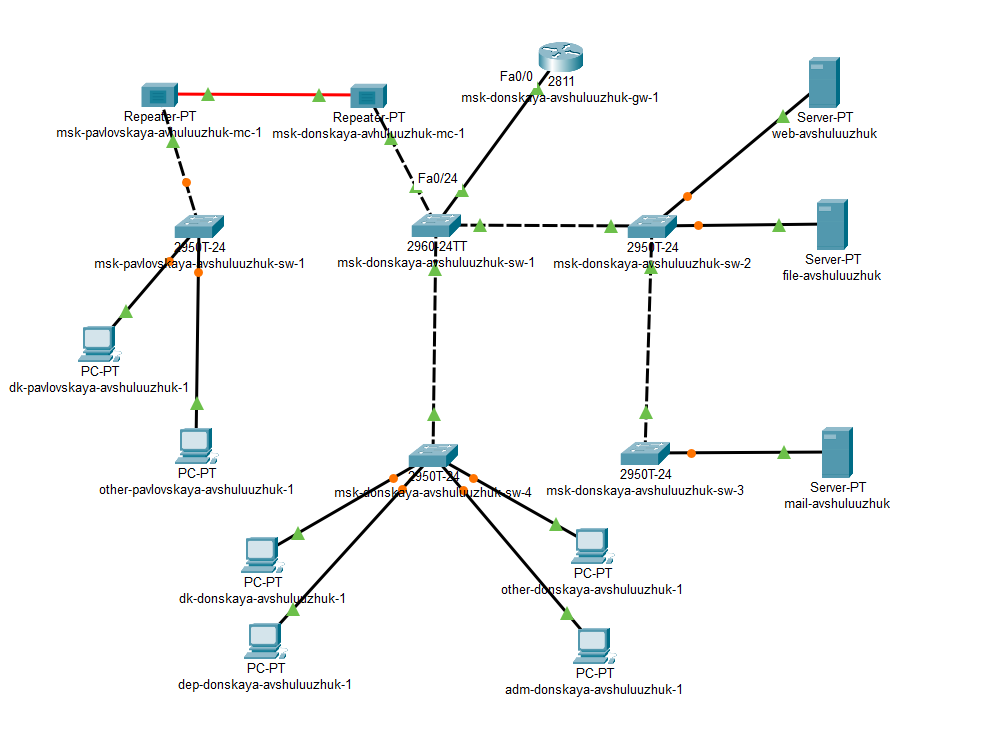 Fa0/0
2811
msk-donskaya-avshuluuzhuk-gw-1
Repeater-PT
msk-pavlovskaya-avhuluuzhuk-mc-1
Repeater-PT
msk-donskaya-avhuluuzhuk-mc-1
Server-PT
web-avshuluuzhuk
Fa0/24
2950T-24
msk-pavlovskaya-avshuluuzhuk-sw-1
2960-24TT
msk-donskaya-avshuluuzhuk-sw-1
2950T-24
msk-donskaya-avshuluuzhuk-sw-2
Server-PT
file-avshuluuzhuk
PC-PT
dk-pavlovskaya-avshuluuzhuk-1
PC-PT
other-pavlovskaya-avshuluuzhuk-1
2950T-24
msk-donskaya-avshuluuzhuk-sw-4
2950T-24
msk-donskaya-avshuluuzhuk-sw-3
Server-PT
mail-avshuluuzhuk
PC-PT
dk-donskaya-avshuluuzhuk-1
PC-PT
other-donskaya-avshuluuzhuk-1
PC-PT
dep-donskaya-avshuluuzhuk-1
PC-PT
adm-donskaya-avshuluuzhuk-1